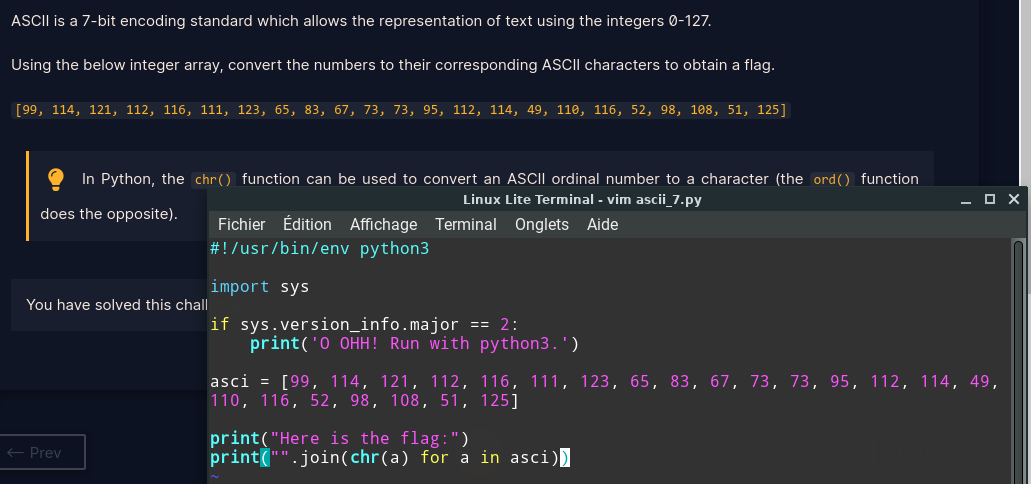 ASCII is a 7-bit encoding standard which allows the representation of text using the integers 0-127.
Using the below integer array, convert the numbers to their corresponding ASCII characters to obtain a flag.
[99, 114, 121, 112, 116, 111, 123, 65, 83, 67, 73, 73, 95, 112, 114, 49, 110, 116, 52, 98, 108, 51, 125]
In Python, the chr() function can be used to convert an ASCII ordinal number to a character (the ord() function
does the opposite).
You have solved this chall
← Prev
Linux Lite Terminal - vim ascii_7.py
Fichier Édition Affichage Terminal Onglets Aide
#!/usr/bin/env python3
import sys
if sys.version_info.major == 2:
    print('O OHH! Run with python3.')
asci = [99, 114, 121, 112, 116, 111, 123, 65, 83, 67, 73, 73, 95, 112, 114, 49,
110, 116, 52, 98, 108, 51, 125]
print("Here is the flag:")
print("".join(chr(a) for a in asci))
~